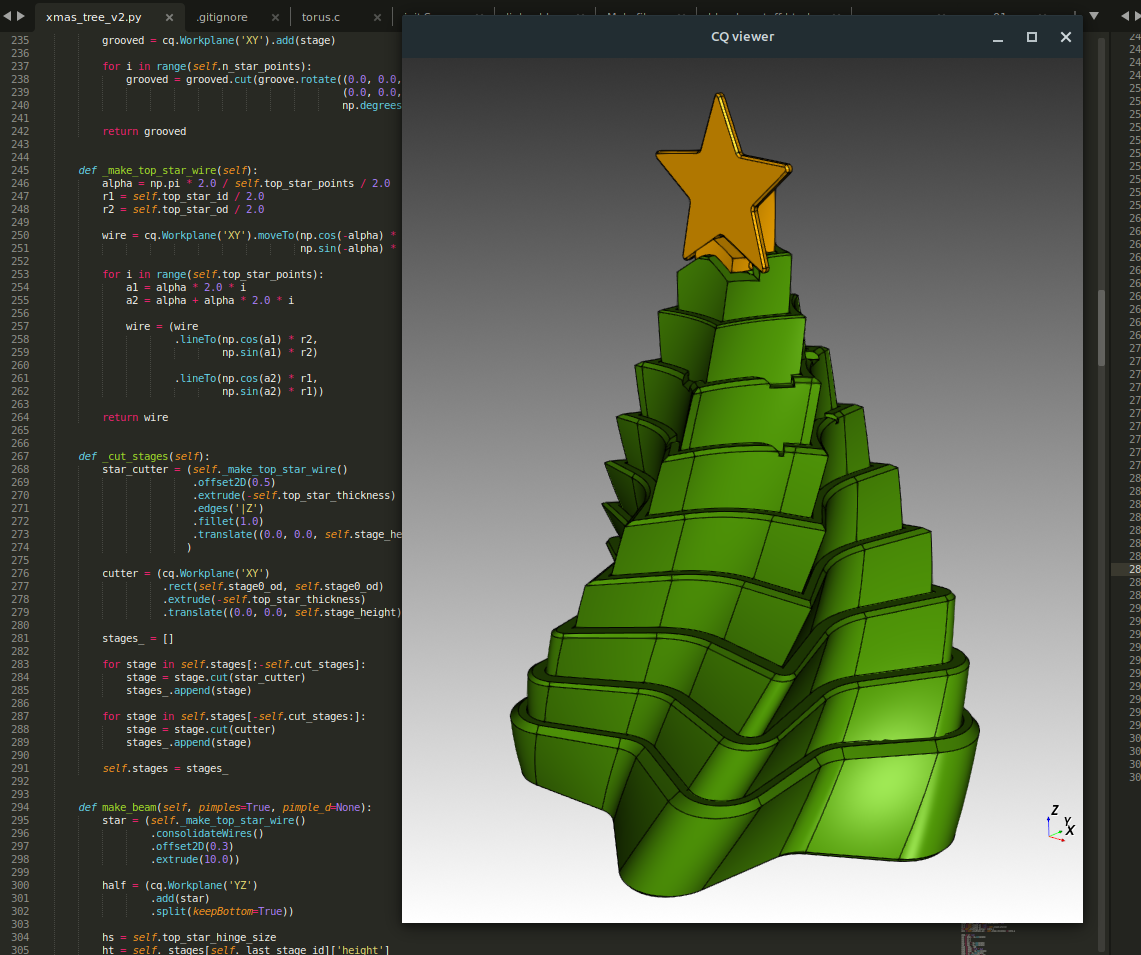 xmas_tree_v2.py × .gitignore × torus.c ×
CQ viewer
235 grooved = cq.Workplane('XY').add(stage)
236
237 for i in range(self.n_star_points):
238 grooved = grooved.cut(groove.rotate((0.0, 0.0,
239 (0.0, 0.0,
240 np.degrees
241
242 return grooved
243
244
245 def _make_top_star_wire(self):
246 alpha = np.pi * 2.0 / self.top_star_points / 2.0
247 r1 = self.top_star_id / 2.0
248 r2 = self.top_star_od / 2.0
249
250 wire = cq.Workplane('XY').moveTo(np.cos(-alpha) *
251 np.sin(-alpha) *
252
253 for i in range(self.top_star_points):
254 a1 = alpha * 2.0 * i
255 a2 = alpha + alpha * 2.0 * i
256
257 wire = (wire
258 .lineTo(np.cos(a1) * r2,
259 np.sin(a1) * r2)
260
261 .lineTo(np.cos(a2) * r1,
262 np.sin(a2) * r1))
263
264 return wire
265
266
267 def _cut_stages(self):
268 star_cutter = (self._make_top_star_wire()
269 .offset2D(0.5)
270 .extrude(-self.top_star_thickness)
271 .edges('|Z')
272 .fillet(1.0)
273 .translate((0.0, 0.0, self.stage_he
274 )
275
276 cutter = (cq.Workplane('XY')
277 .rect(self.stage0_od, self.stage0_od)
278 .extrude(-self.top_star_thickness)
279 .translate((0.0, 0.0, self.stage_height)
280
281 stages_ = []
282
283 for stage in self.stages[:-self.cut_stages]:
284 stage = stage.cut(star_cutter)
285 stages_.append(stage)
286
287 for stage in self.stages[-self.cut_stages:]:
288 stage = stage.cut(cutter)
289 stages_.append(stage)
290
291 self.stages = stages_
292
293
294 def make_beam(self, pimples=True, pimple_d=None):
295 star = (self._make_top_star_wire()
296 .consolidateWires()
297 .offset2D(0.3)
298 .extrude(10.0))
299
300 half = (cq.Workplane('YZ')
301 .add(star)
302 .split(keepBottom=True))
303
304 hs = self.top_star_hinge_size
305 ht = self._stages[self._last_stage_id]['height']
Z
Y
X